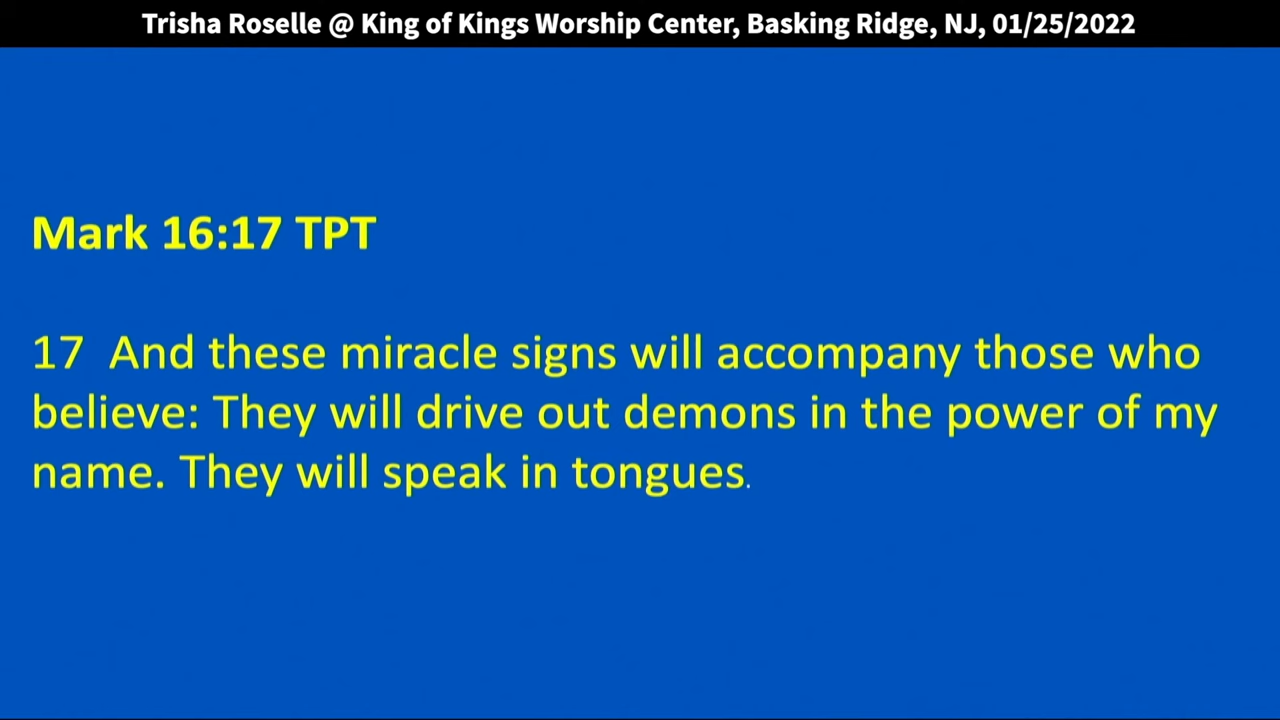 Trisha Roselle @ King of Kings Worship Center, Basking Ridge, NJ, 01/25/2022
Mark 16:17 TPT
17 And these miracle signs will accompany those who
believe: They will drive out demons in the power of my
name. They will speak in tongues.